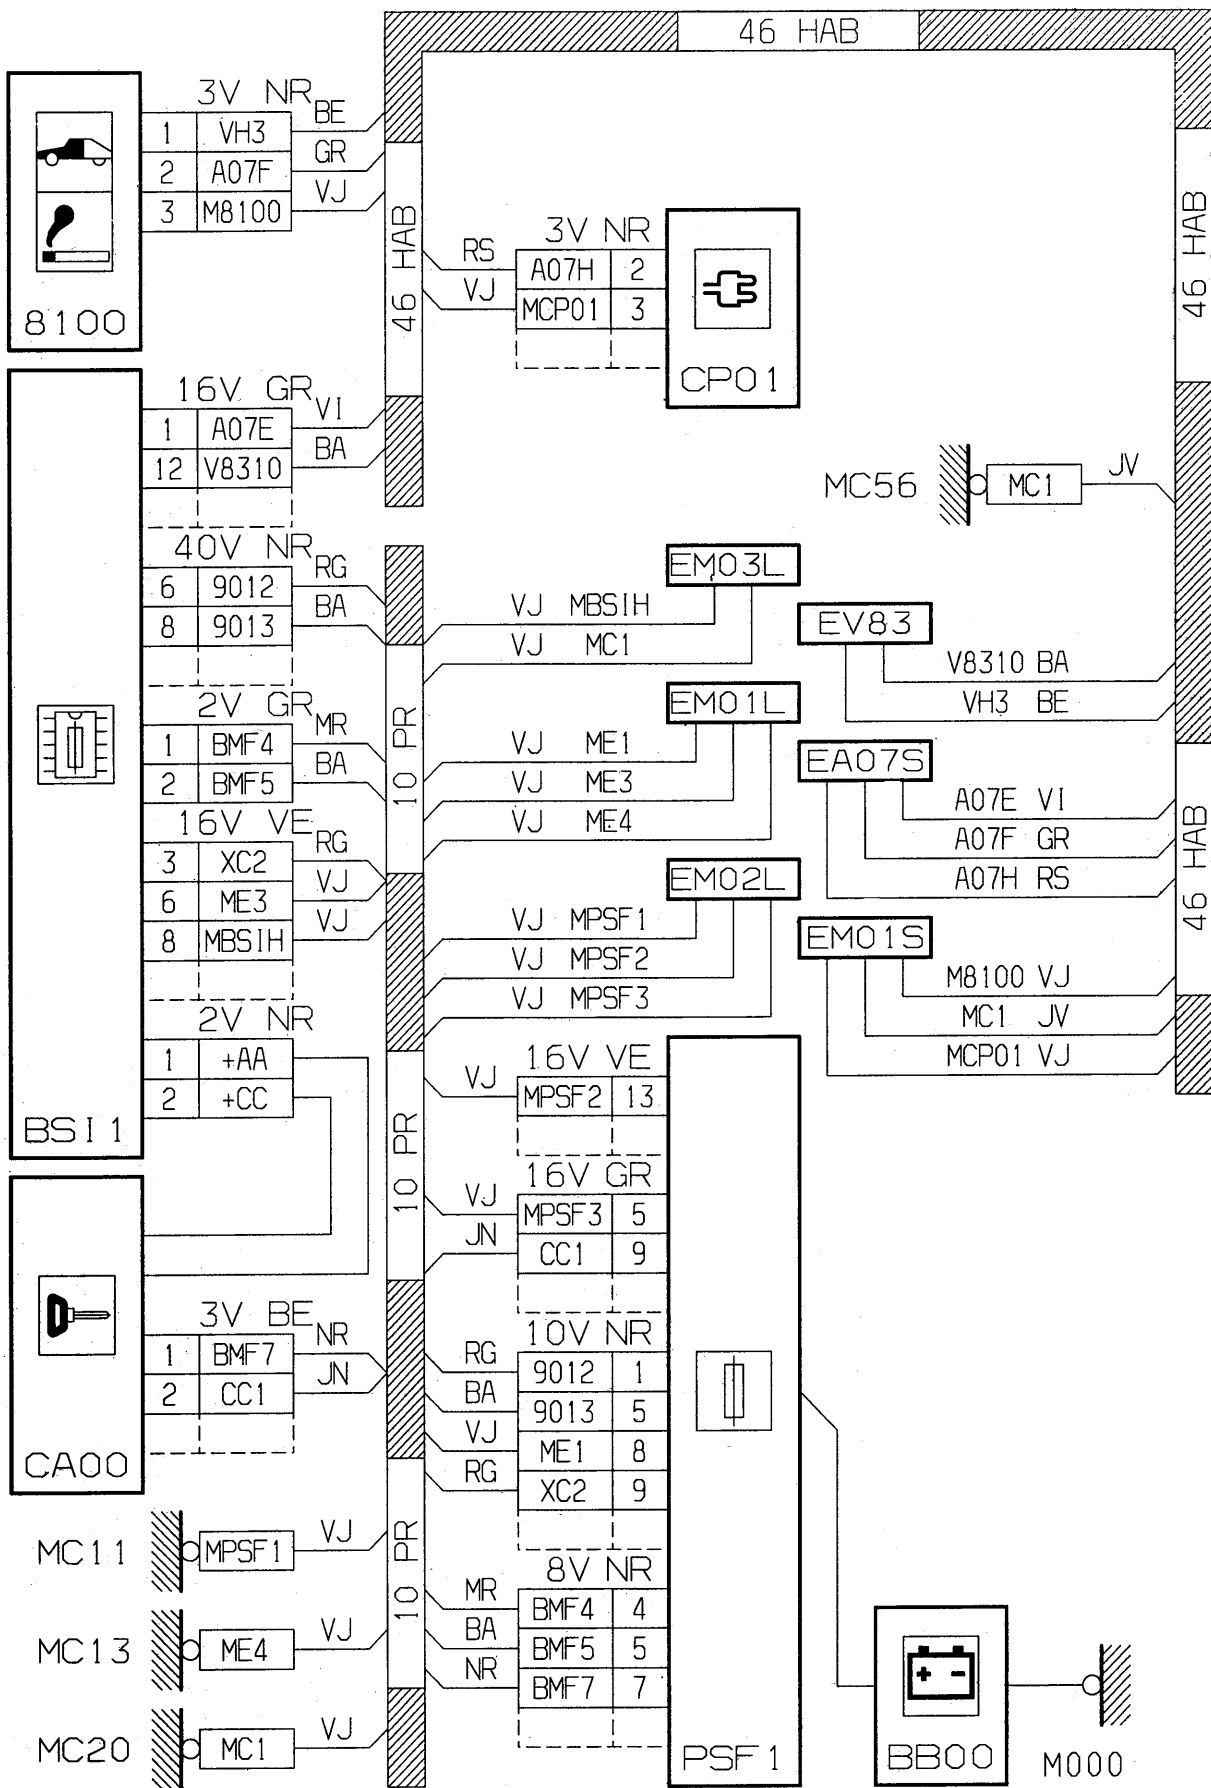 46 HAB
3V NR
1 VH3 BE
2 A07F GR
3 M8100 VJ
8100
46 HAB
3V NR
RS A07H 2
VJ MCP01 3
CP01
46 HAB
16V GR
1 A07E VI
12 V8310 BA
40V NR
6 9012 RG
8 9013 BA
2V GR
1 BMF4 MR
2 BMF5 BA
16V VE
3 XC2 RG
6 ME3 VJ
8 MBSIH VJ
2V NR
1 +AA
2 +CC
BSI1
MC56 MC1 JV
EM03L
VJ MBSIH
VJ MC1
10 PR
EV83
V8310 BA
VH3 BE
EM01L
VJ ME1
VJ ME3
VJ ME4
EA07S
A07E VI
A07F GR
A07H RS
46 HAB
EM02L
VJ MPSF1
VJ MPSF2
VJ MPSF3
EM01S
M8100 VJ
MC1 JV
MCP01 VJ
10 PR
16V VE
VJ MPSF2 13
16V GR
VJ MPSF3 5
JN CC1 9
10V NR
RG 9012 1
BA 9013 5
VJ ME1 8
RG XC2 9
8V NR
MR BMF4 4
BA BMF5 5
NR BMF7 7
PSF1
3V BE
1 BMF7 NR
2 CC1 JN
CA00
10 PR
MC11 MPSF1 VJ
MC13 ME4 VJ
MC20 MC1 VJ
+ -
BB00
M000